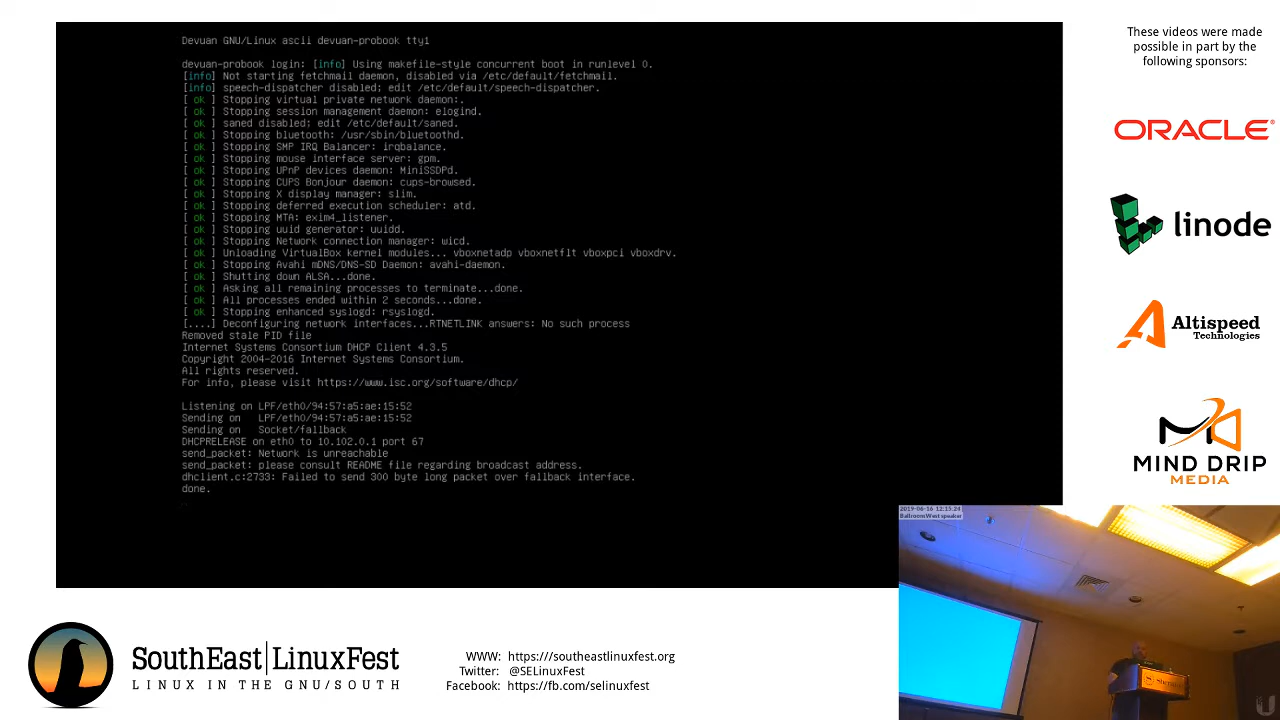 Devuan GNU/Linux ascii devuan-probook tty1
devuan-probook login: [info] Using makefile-style concurrent boot in runlevel 0.
[info] Not starting fetchmail daemon, disabled via /etc/default/fetchmail.
[info] speech-dispatcher disabled; edit /etc/default/speech-dispatcher.
[ ok ] Stopping virtual private network daemon:.
[ ok ] Stopping session management daemon: elogind.
[ ok ] saned disabled; edit /etc/default/saned.
[ ok ] Stopping bluetooth: /usr/sbin/bluetoothd.
[ ok ] Stopping SMP IRQ Balancer: irqbalance.
[ ok ] Stopping mouse interface server: gpm.
[ ok ] Stopping UPnP devices daemon: MiniSSDPd.
[ ok ] Stopping CUPS Bonjour daemon: cups-browsed.
[ ok ] Stopping X display manager: slim.
[ ok ] Stopping deferred execution scheduler: atd.
[ ok ] Stopping MTA: exim4_listener.
[ ok ] Stopping uuid generator: uuidd.
[ ok ] Stopping Network connection manager: wicd.
[ ok ] Unloading VirtualBox kernel modules... vboxnetadp vboxnetflt vboxpci vboxdrv.
[ ok ] Stopping Avahi mDNS/DNS-SD Daemon: avahi-daemon.
[ ok ] Shutting down ALSA...done.
[ ok ] Asking all remaining processes to terminate...done.
[ ok ] All processes ended within 2 seconds...done.
[ ok ] Stopping enhanced syslog: rsyslogd.
[....] Deconfiguring network interfaces...RTNETLINK answers: No such process
Removed stale PID file
Internet Systems Consortium DHCP Client 4.3.5
Copyright 2004-2016 Internet Systems Consortium.
All rights reserved.
For info, please visit https://www.isc.org/software/dhcp/
Listening on LPF/eth0/94:57:a5:ae:15:52
Sending on   LPF/eth0/94:57:a5:ae:15:52
Sending on   Socket/fallback
DHCPRELEASE on eth0 to 10.102.0.1 port 67
send_packet: Network is unreachable
send_packet: please consult README file regarding broadcast address.
dhclient.c:2733: Failed to send 300 byte long packet over fallback interface.
done.
These videos were made
possible in part by the
following sponsors:
ORACLE
linode
Altispeed
Technologies
MIND DRIP
MEDIA
2019-06-16 12:15:24
BallroomWest speaker
SouthEast LinuxFest
LINUX IN THE GNU/SOUTH
WWW: https:///southeastlinuxfest.org
Twitter: @SELinuxFest
Facebook: https://fb.com/selinuxfest